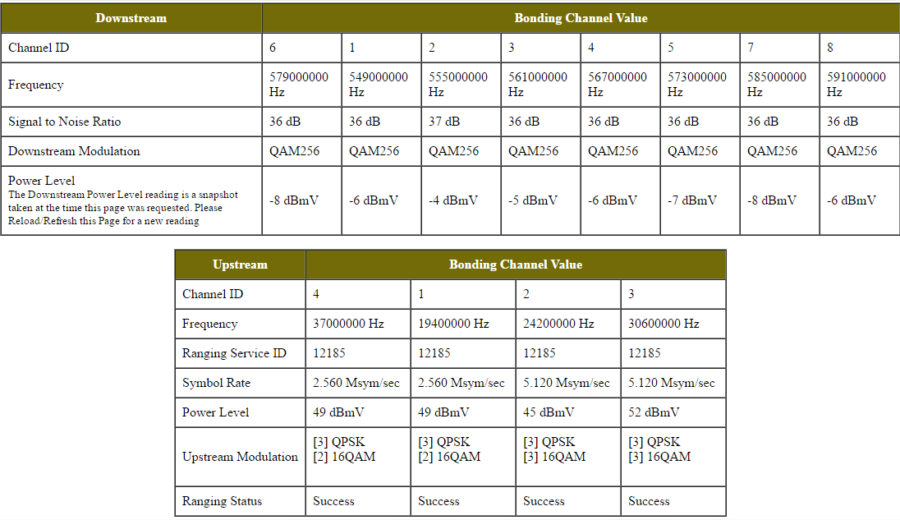 Downstream Bonding Channel Value
Channel ID 6 1 2 3 4 5 7 8
Frequency 579000000 Hz 549000000 Hz 555000000 Hz 561000000 Hz 567000000 Hz 573000000 Hz 585000000 Hz 591000000 Hz
Signal to Noise Ratio 36 dB 36 dB 37 dB 36 dB 36 dB 36 dB 36 dB 36 dB
Downstream Modulation QAM256 QAM256 QAM256 QAM256 QAM256 QAM256 QAM256 QAM256
Power Level
The Downstream Power Level reading is a snapshot
taken at the time this page was requested. Please
Reload/Refresh this Page for a new reading
-8 dBmV -6 dBmV -4 dBmV -5 dBmV -6 dBmV -7 dBmV -8 dBmV -6 dBmV
Upstream Bonding Channel Value
Channel ID 4 1 2 3
Frequency 37000000 Hz 19400000 Hz 24200000 Hz 30600000 Hz
Ranging Service ID 12185 12185 12185 12185
Symbol Rate 2.560 Msym/sec 2.560 Msym/sec 5.120 Msym/sec 5.120 Msym/sec
Power Level 49 dBmV 49 dBmV 45 dBmV 52 dBmV
Upstream Modulation [3] QPSK [3] QPSK [3] QPSK [3] QPSK
[2] 16QAM [2] 16QAM [3] 16QAM [3] 16QAM
Ranging Status Success Success Success Success